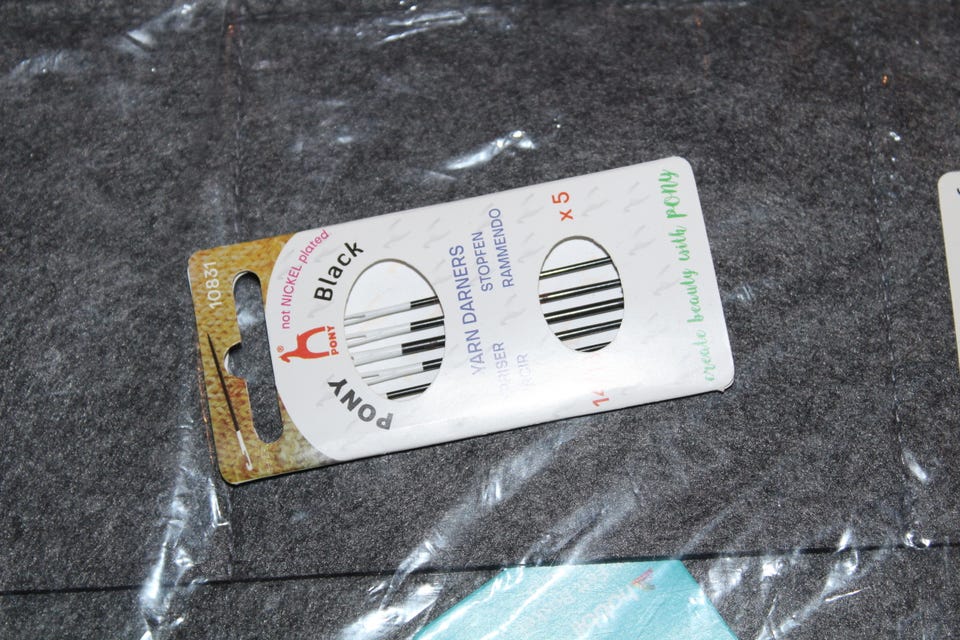 10831
not NICKEL plated
Black
PONY
PONY
YARN DARNERS
STOPFEN
RAMMENDO
x 5
create beauty with PONY